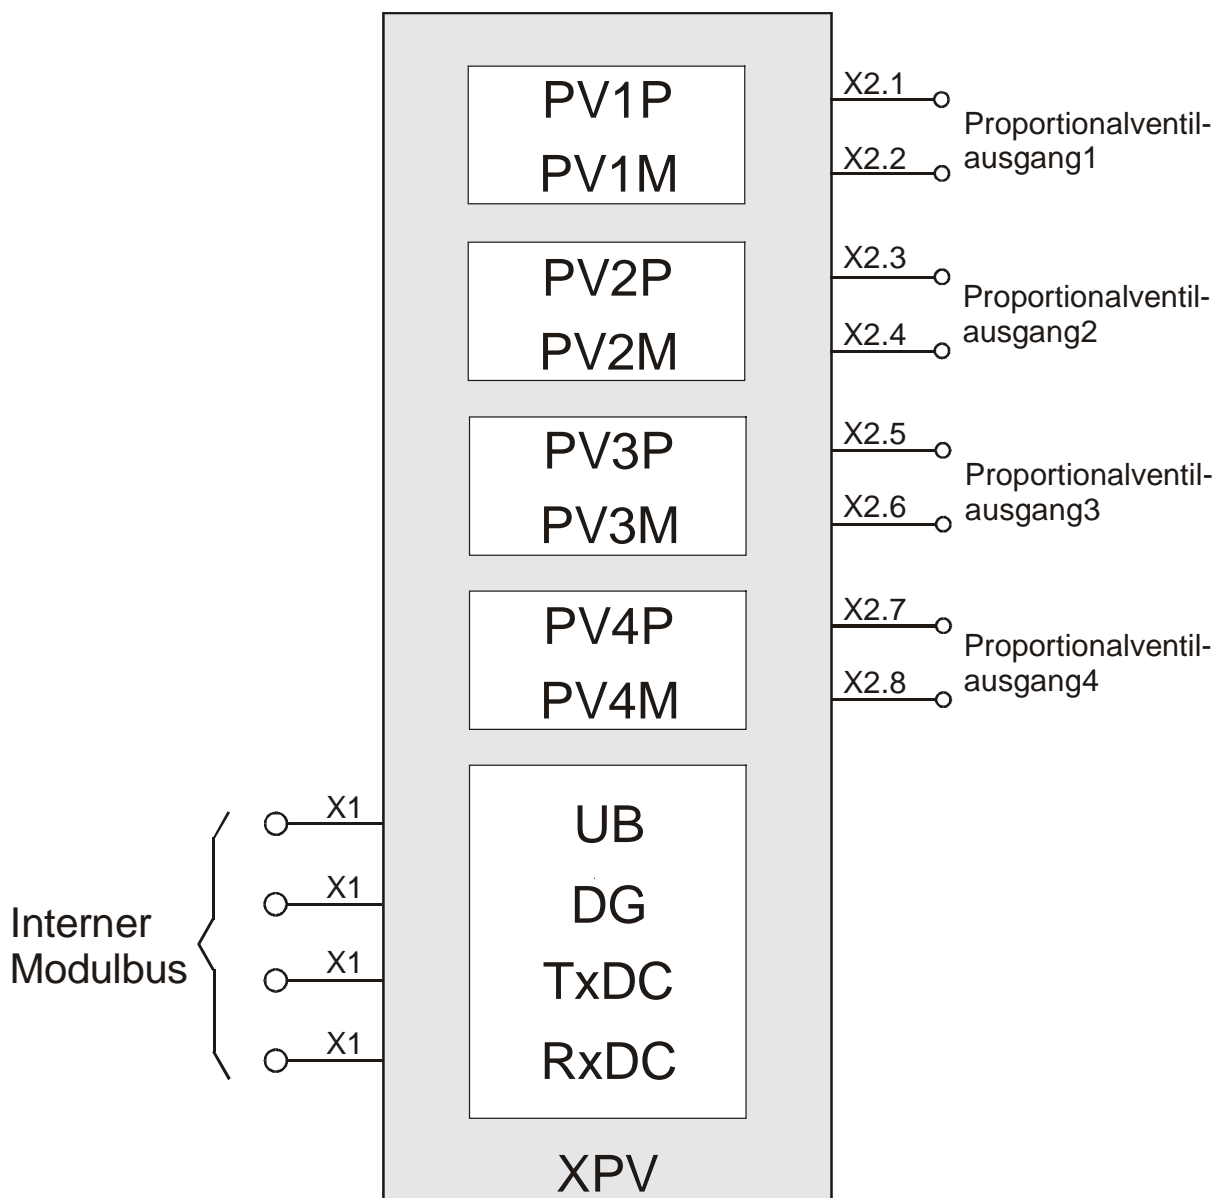 PV1P
PV1M
X2.1
X2.2
Proportionalventil-
ausgang1
PV2P
PV2M
X2.3
X2.4
Proportionalventil-
ausgang2
PV3P
PV3M
X2.5
X2.6
Proportionalventil-
ausgang3
PV4P
PV4M
X2.7
X2.8
Proportionalventil-
ausgang4
Interner
Modulbus
X1
X1
X1
X1
UB
DG
TxDC
RxDC
XPV